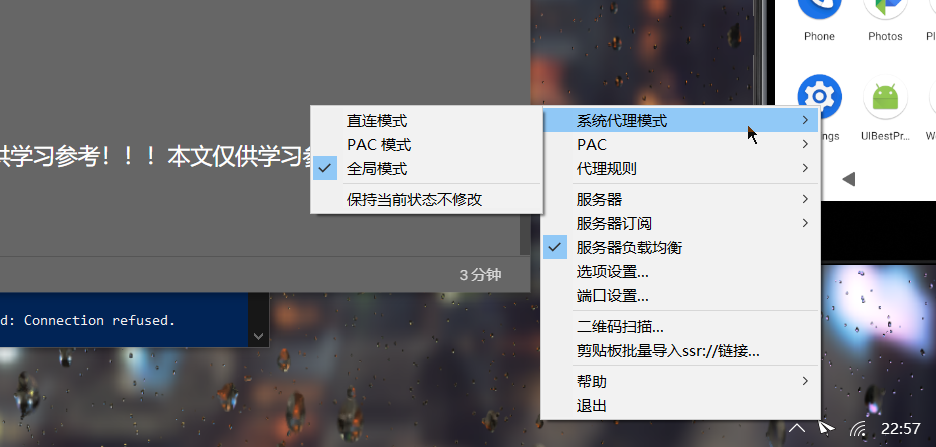 Phone
Photos
UIBestPr...
供学习参考！！！本文仅供学习参
直连模式
PAC 模式
全局模式
保持当前状态不修改
系统代理模式
PAC
代理规则
服务器
服务器订阅
服务器负载均衡
选项设置...
端口设置...
二维码扫描...
剪贴板批量导入ssr://链接...
帮助
退出
3 分钟
d: Connection refused.
22:57